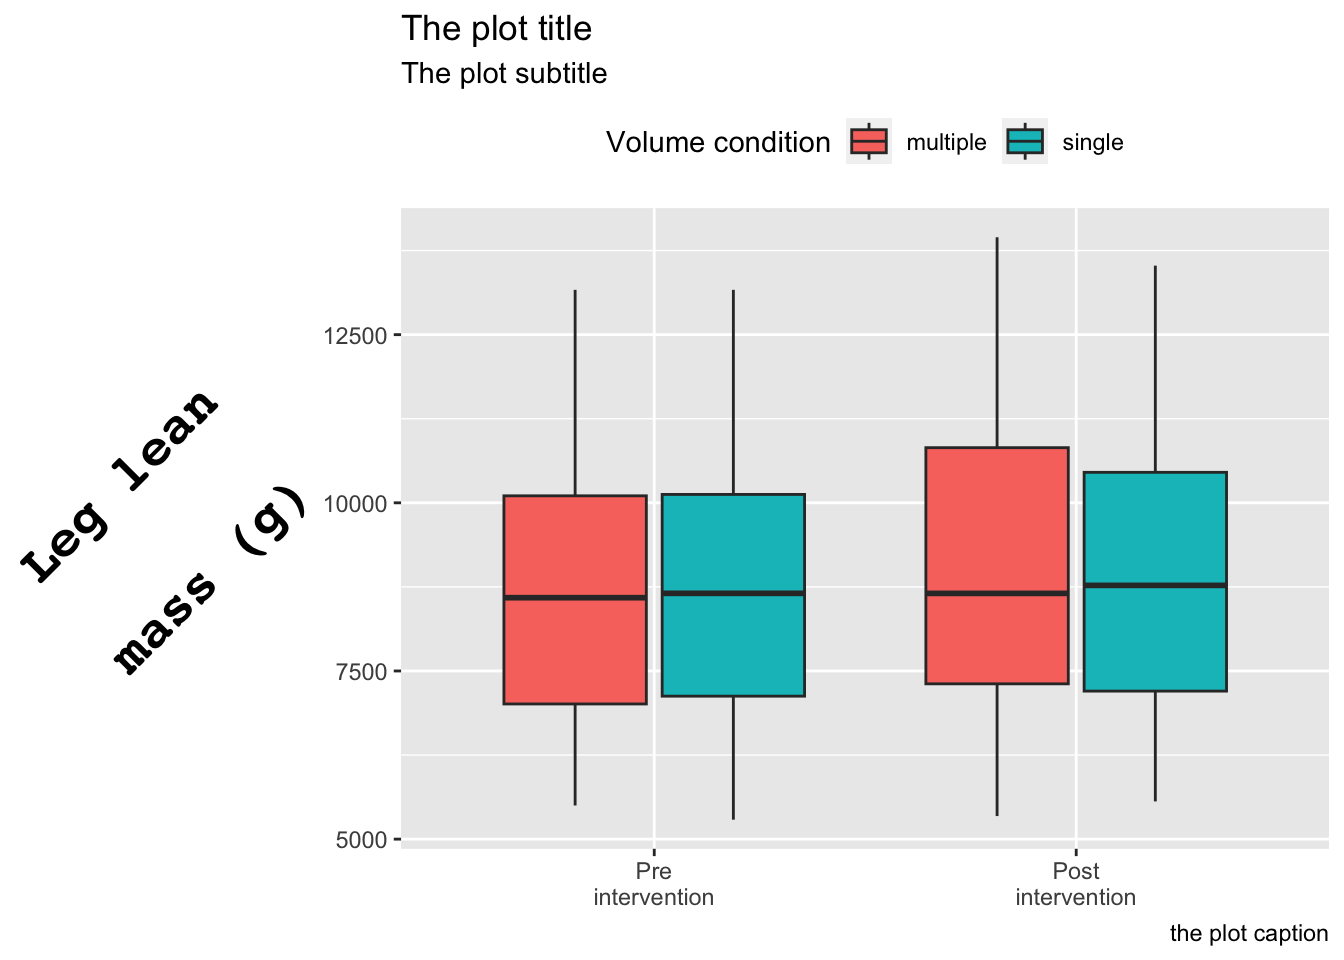 The plot title
The plot subtitle
Volume condition multiple single
Leg lean
mass (g)
12500
10000
7500
5000
Pre
intervention
Post
intervention
the plot caption